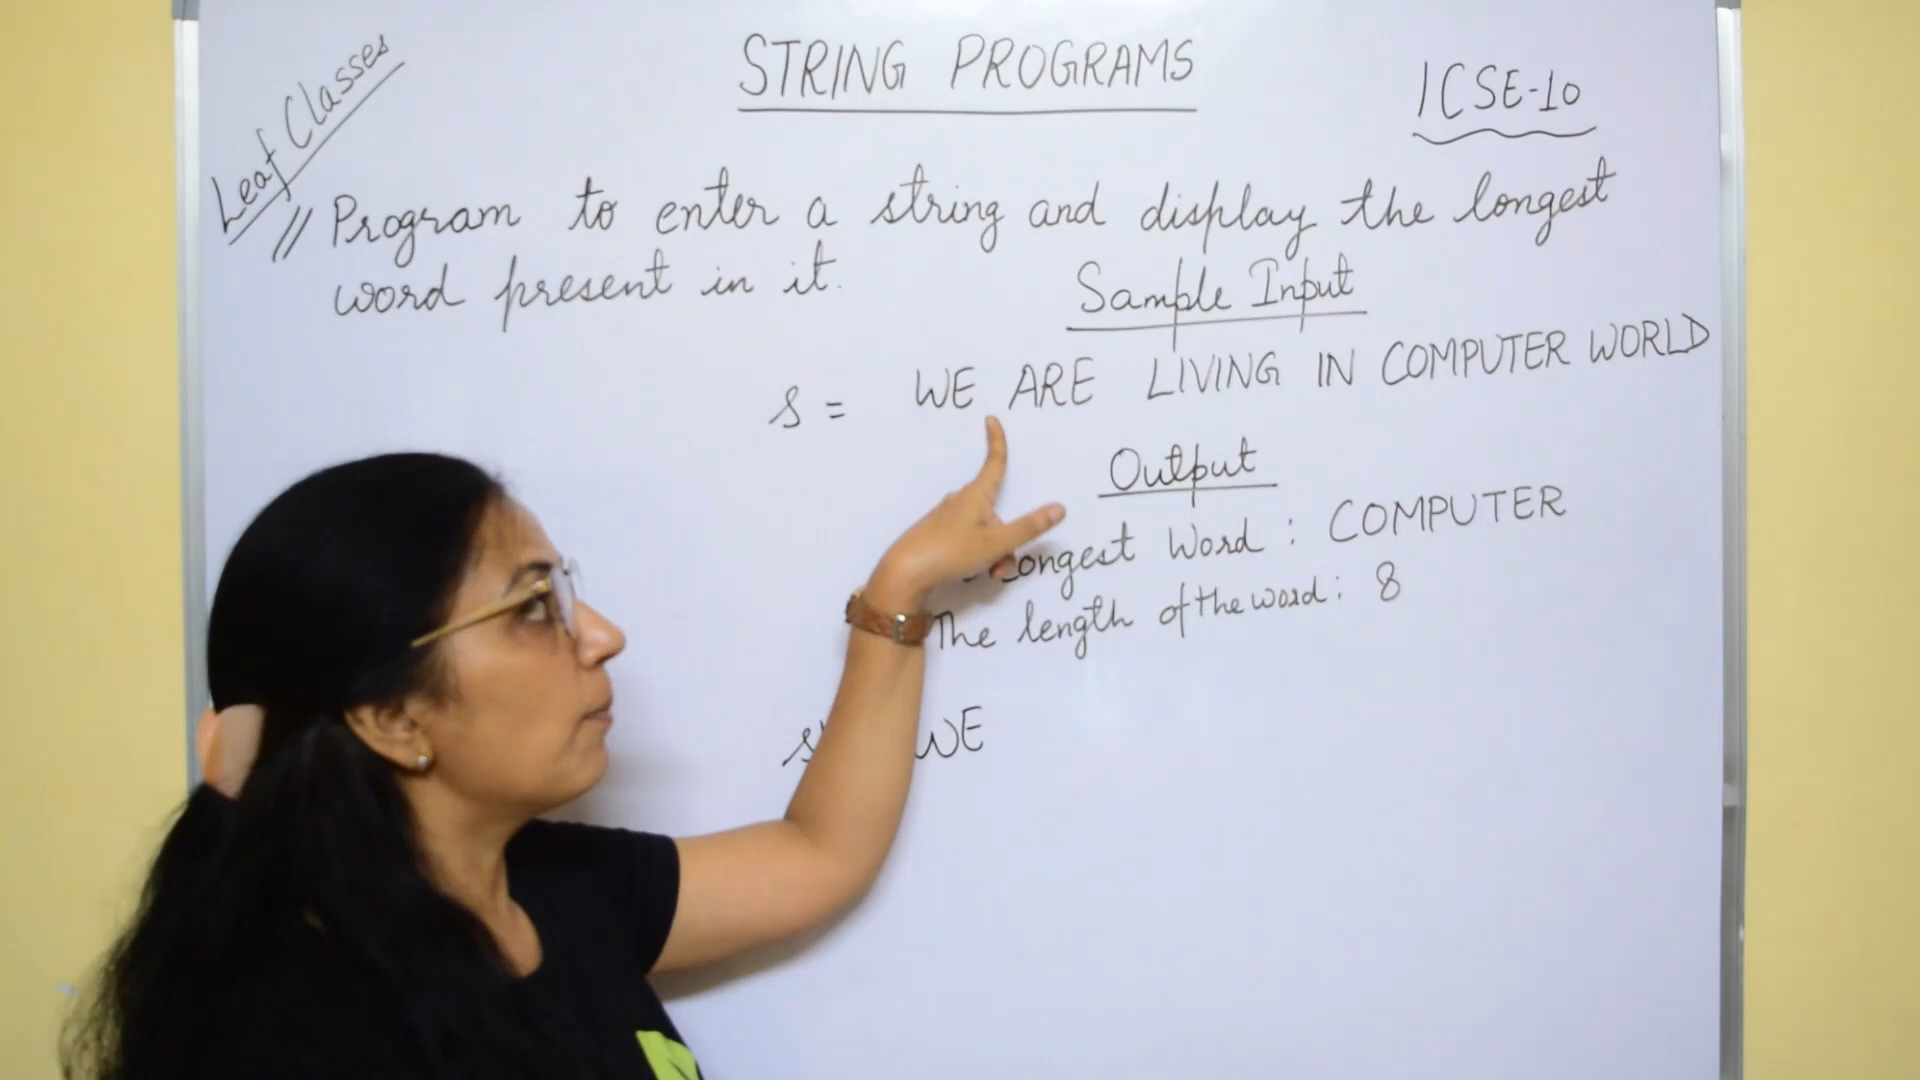 Leaf Classes
STRING PROGRAMS
ICSE-10
// Program to enter a string and display the longest
word present in it.
Sample Input
s = WE ARE LIVING IN COMPUTER WORLD
Output
Longest Word : COMPUTER
The length of the word : 8
WE